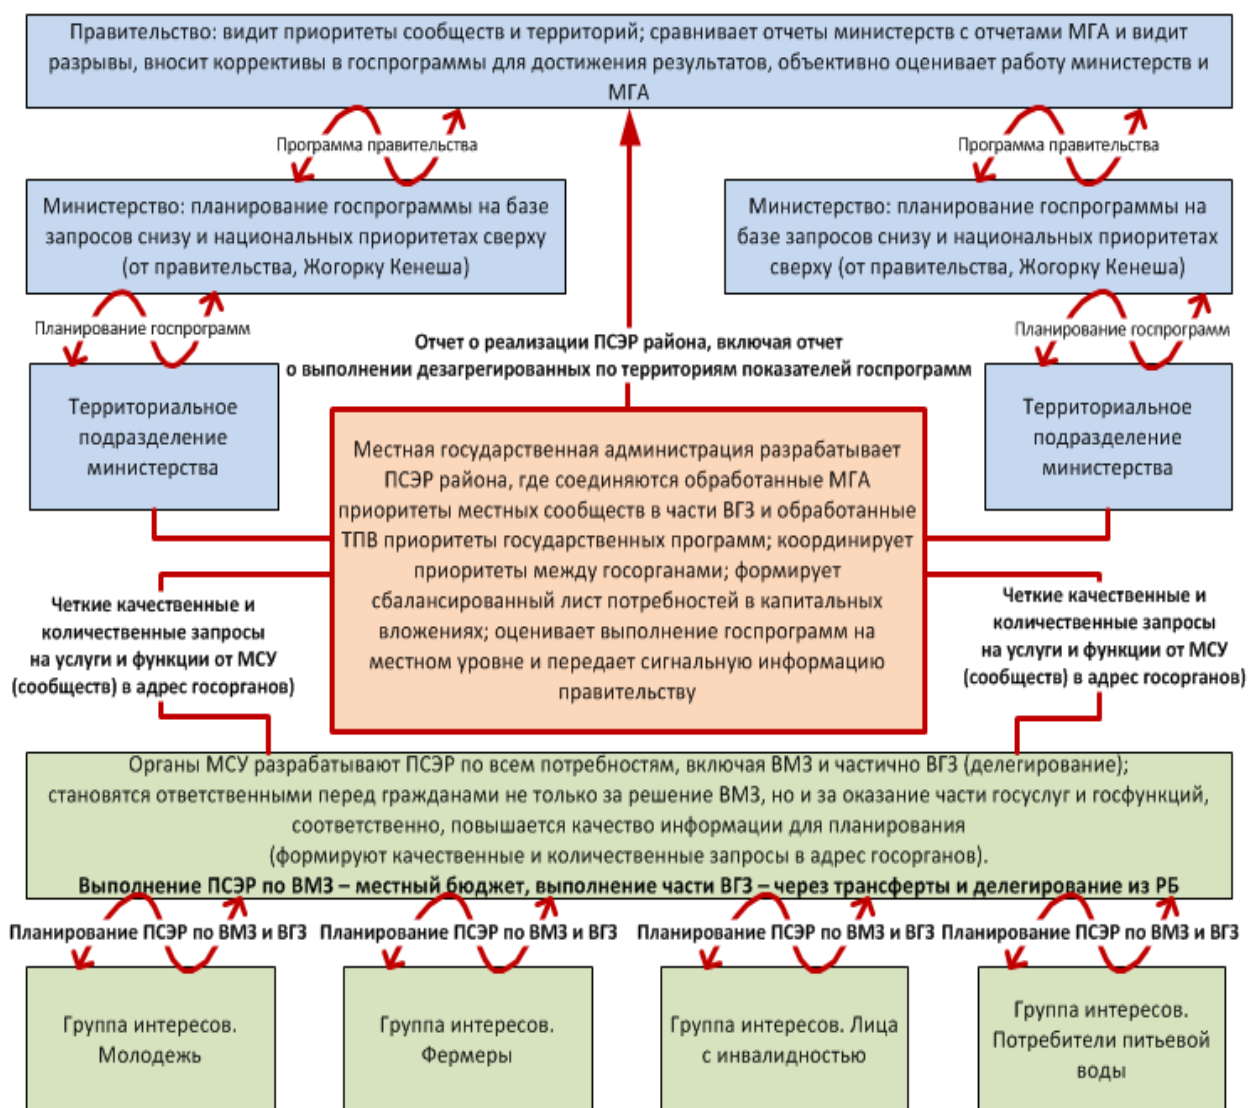 Правительство: видит приоритеты сообществ и территорий; сравнивает отчеты министерств с отчетами МГА и видит
разрывы, вносит коррективы в госпрограммы для достижения результатов, объективно оценивает работу министерств и
МГА
Программа правительства
Программа правительства
Министерство: планирование госпрограммы на базе
запросов снизу и национальных приоритетах сверху
(от правительства, Жогорку Кенеша)
Министерство: планирование госпрограммы на
базе запросов снизу и национальных приоритетах
сверху (от правительства, Жогорку Кенеша)
Планирование госпрограмм
Планирование госпрограмм
Отчет о реализации ПСЭР района, включая отчет
о выполнении дезагрегированных по территориям показателей госпрограмм
Территориальное
подразделение
министерства
Территориальное
подразделение
министерства
Местная государственная администрация разрабатывает
ПСЭР района, где соединяются обработанные МГА
приоритеты местных сообществ в части ВГЗ и обработанные
ТПВ приоритеты государственных программ; координирует
приоритеты между госорганами; формирует
сбалансированный лист потребностей в капитальных
вложениях; оценивает выполнение госпрограмм на
местном уровне и передает сигнальную информацию
правительству
Четкие качественные и
количественные запросы
на услуги и функции от МСУ
(сообществ) в адрес госорганов)
Четкие качественные и
количественные запросы
на услуги и функции от МСУ
(сообществ) в адрес госорганов)
Органы МСУ разрабатывают ПСЭР по всем потребностям, включая ВМЗ и частично ВГЗ (делегирование);
становятся ответственными перед гражданами не только за решение ВМЗ, но и за оказание части госуслуг и госфункций,
соответственно, повышается качество информации для планирования
(формируют качественные и количественные запросы в адрес госорганов).
Выполнение ПСЭР по ВМЗ – местный бюджет, выполнение части ВГЗ – через трансферты и делегирование из РБ
Планирование ПСЭР по ВМЗ и ВГЗ
Планирование ПСЭР по ВМЗ и ВГЗ
Планирование ПСЭР по ВМЗ и ВГЗ
Планирование ПСЭР по ВМЗ и ВГЗ
Группа интересов.
Молодежь
Группа интересов.
Фермеры
Группа интересов. Лица
с инвалидностью
Группа интересов.
Потребители питьевой
воды